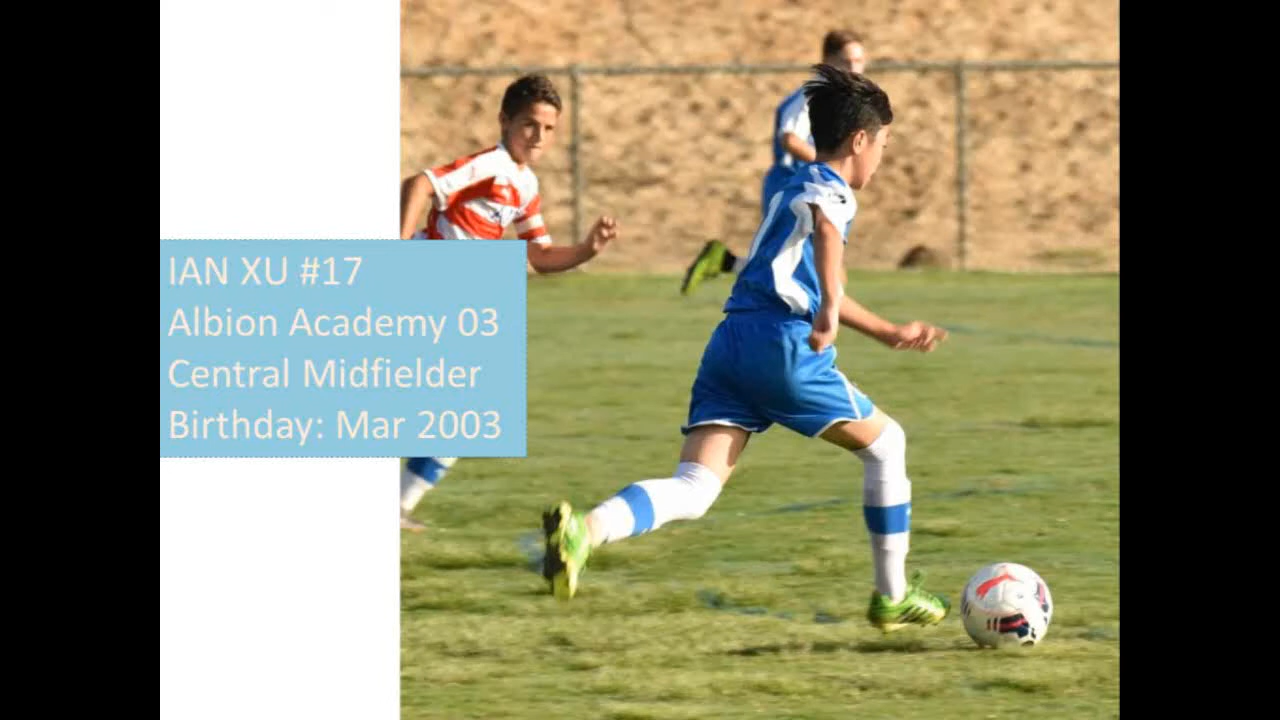 IAN XU #17
Albion Academy 03
Central Midfielder
Birthday: Mar 2003